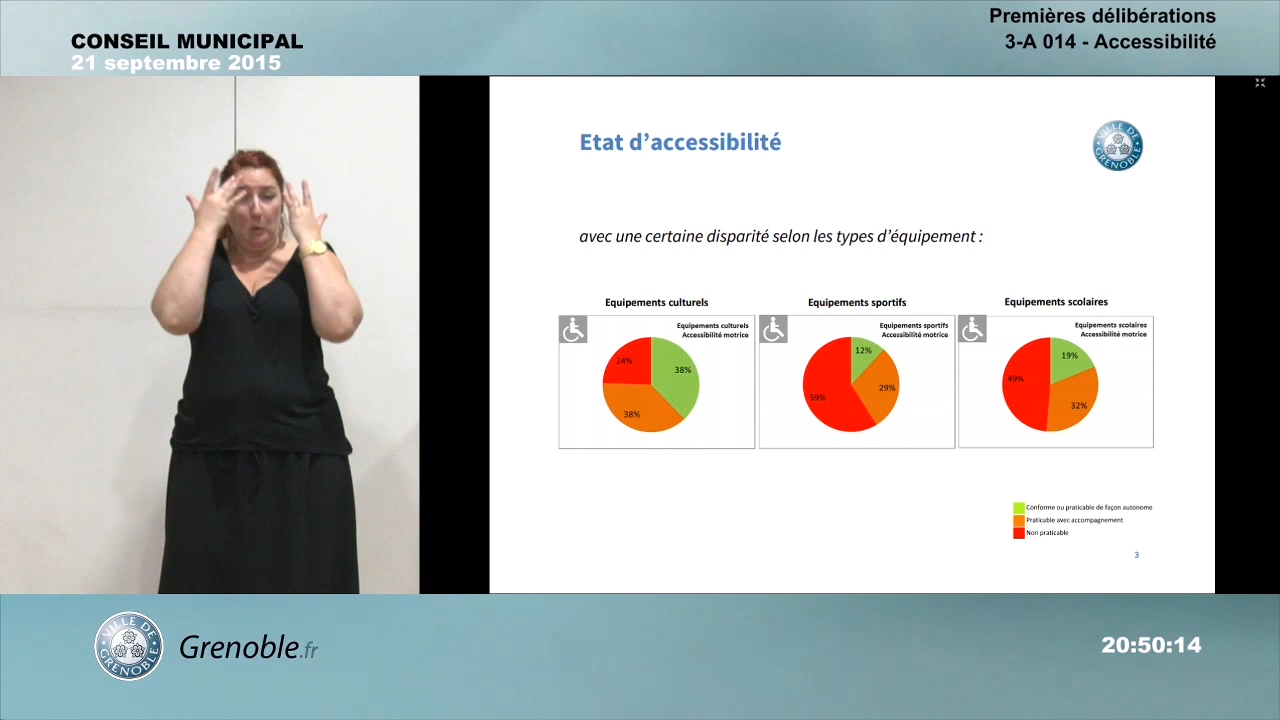 CONSEIL MUNICIPAL
21 septembre 2015
Premières délibérations
3-A 014 - Accessibilité
Etat d'accessibilité
VILLE DE GRENOBLE
avec une certaine disparité selon les types d'équipement :
Equipements culturels
Equipements culturels
Accessibilité motrice
24%
38%
38%
Equipements sportifs
Equipements sportifs
Accessibilité motrice
12%
29%
59%
Equipements scolaires
Equipements scolaires
Accessibilité motrice
19%
49%
32%
Conforme ou praticable de façon autonome
Praticable avec accompagnement
Non praticable
3
VILLE DE GRENOBLE
Grenoble.fr
20:50:14